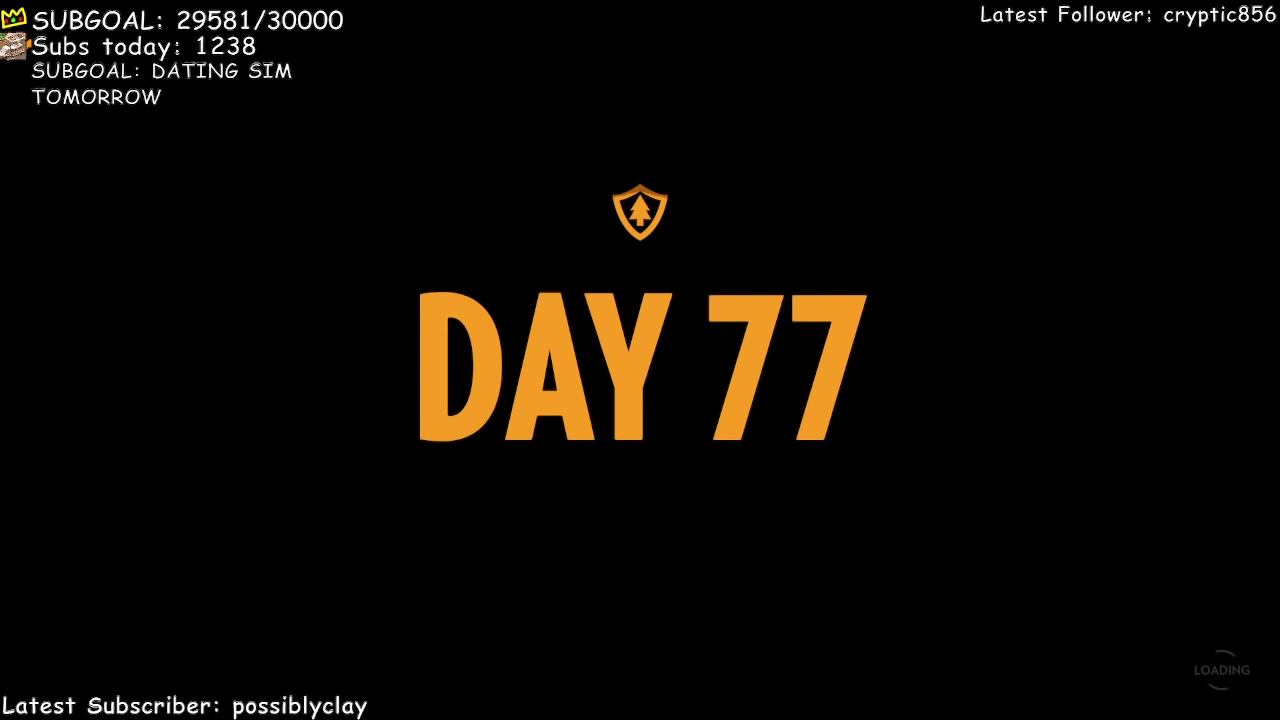 SUBGOAL: 29581/30000
Latest Follower: cryptic856
Subs today: 1238
SUBGOAL: DATING SIM
TOMORROW
DAY 77
LOADING
Latest Subscriber: possiblyclay